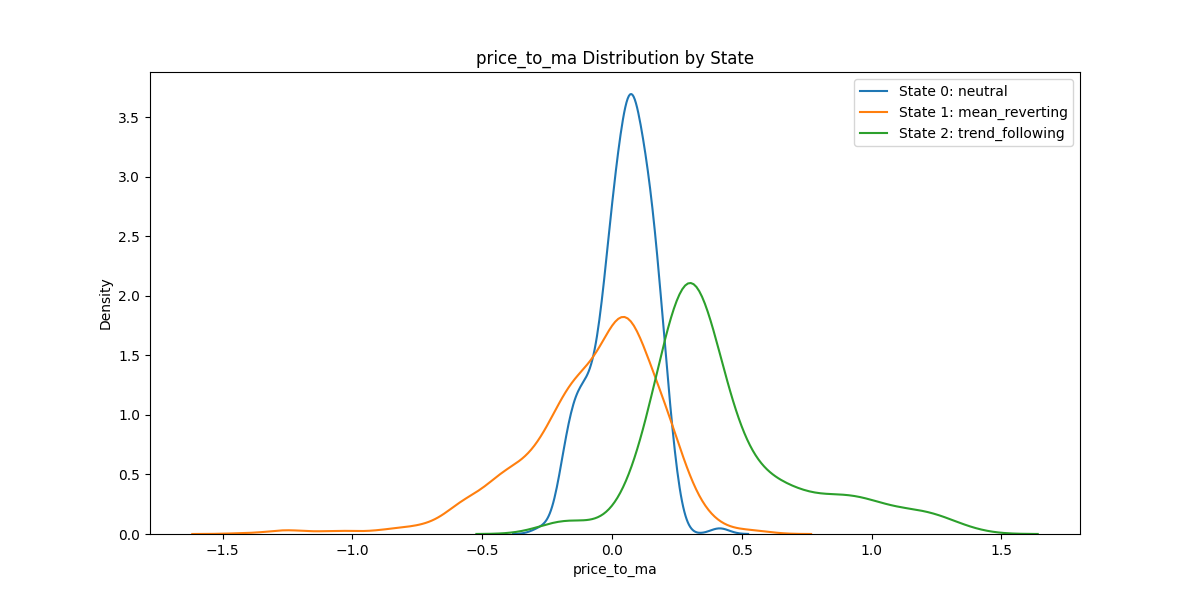 price_to_ma Distribution by State
State 0: neutral
State 1: mean_reverting
State 2: trend_following
Density
3.5
3.0
2.5
2.0
1.5
1.0
0.5
0.0
−1.5 −1.0 −0.5 0.0 0.5 1.0 1.5
price_to_ma